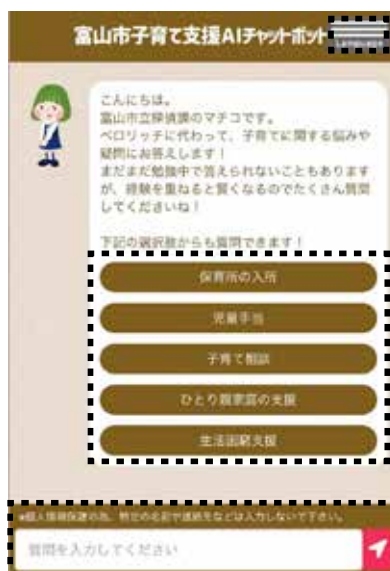 富山市子育て支援AIチャットボット
こんにちは。
富山市立探偵課のマチコです。
ペロリッチに代わって、子育てに関する悩みや
疑問にお答えします!
まだまだ勉強中で答えられないこともあります
が、経験を重ねると賢くなるのでたくさん質問
してくださいね!
下記の選択肢からも質問できます!
保育所の入所
児童手当
子育て相談
ひとり親家庭の支援
生活困窮支援
※個人情報保護の為、特定の名前や連絡先などは入力しないで下さい。
質問を入力してください